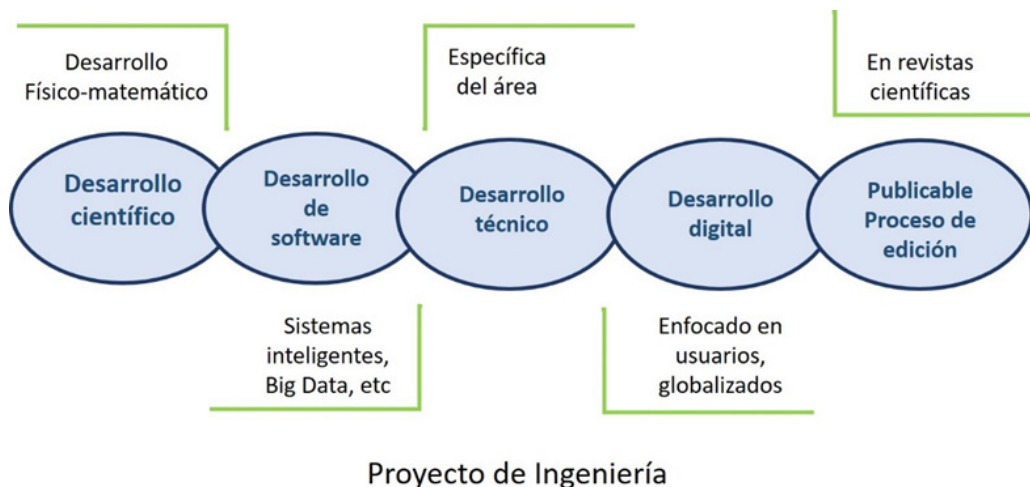 Desarrollo
Físico-matemático
Específica
del área
En revistas
científicas
Desarrollo
científico
Desarrollo
de
software
Desarrollo
técnico
Desarrollo
digital
Publicable
Proceso de
edición
Sistemas
inteligentes,
Big Data, etc
Enfocado en
usuarios,
globalizados
Proyecto de Ingeniería